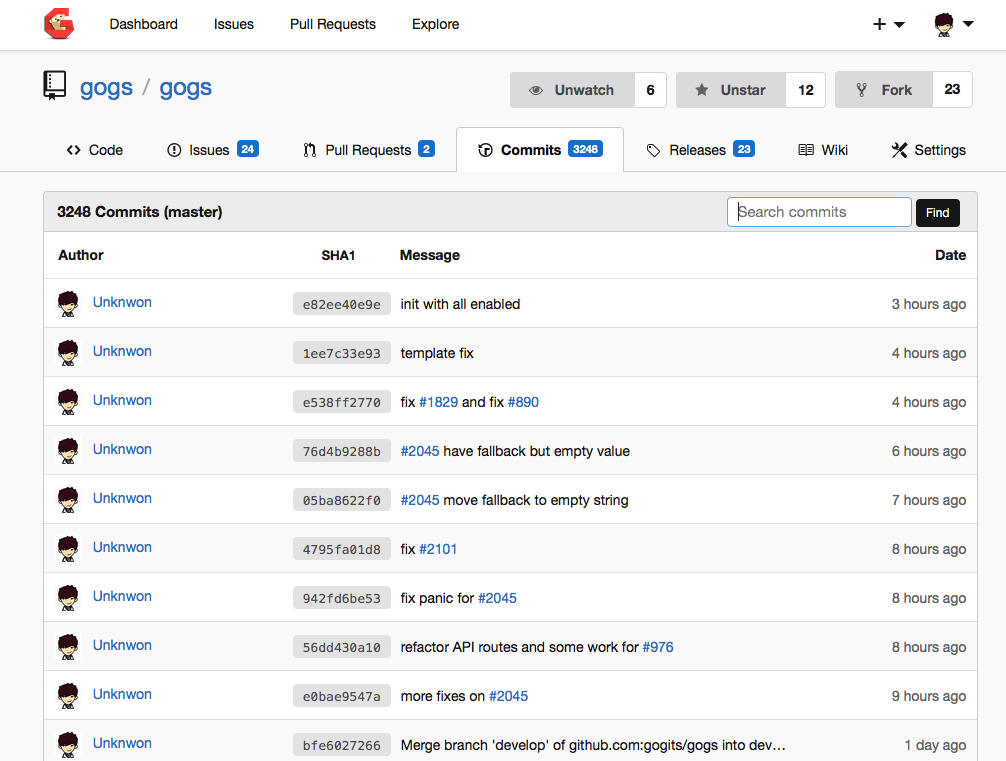 Dashboard Issues Pull Requests Explore
gogs / gogs Unwatch 6 Unstar 12 Fork 23
Code Issues 24 Pull Requests 2 Commits 3248 Releases 23 Wiki Settings
3248 Commits (master) Search commits Find
Author SHA1 Message Date
Unknwon e82ee40e9e init with all enabled 3 hours ago
Unknwon 1ee7c33e93 template fix 4 hours ago
Unknwon e538ff2770 fix #1829 and fix #890 4 hours ago
Unknwon 76d4b9288b #2045 have fallback but empty value 6 hours ago
Unknwon 05ba8622f0 #2045 move fallback to empty string 7 hours ago
Unknwon 4795fa01d8 fix #2101 8 hours ago
Unknwon 942fd6be53 fix panic for #2045 8 hours ago
Unknwon 56dd430a10 refactor API routes and some work for #976 8 hours ago
Unknwon e0bae9547a more fixes on #2045 9 hours ago
Unknwon bfe6027266 Merge branch 'develop' of github.com:gogits/gogs into dev… 1 day ago